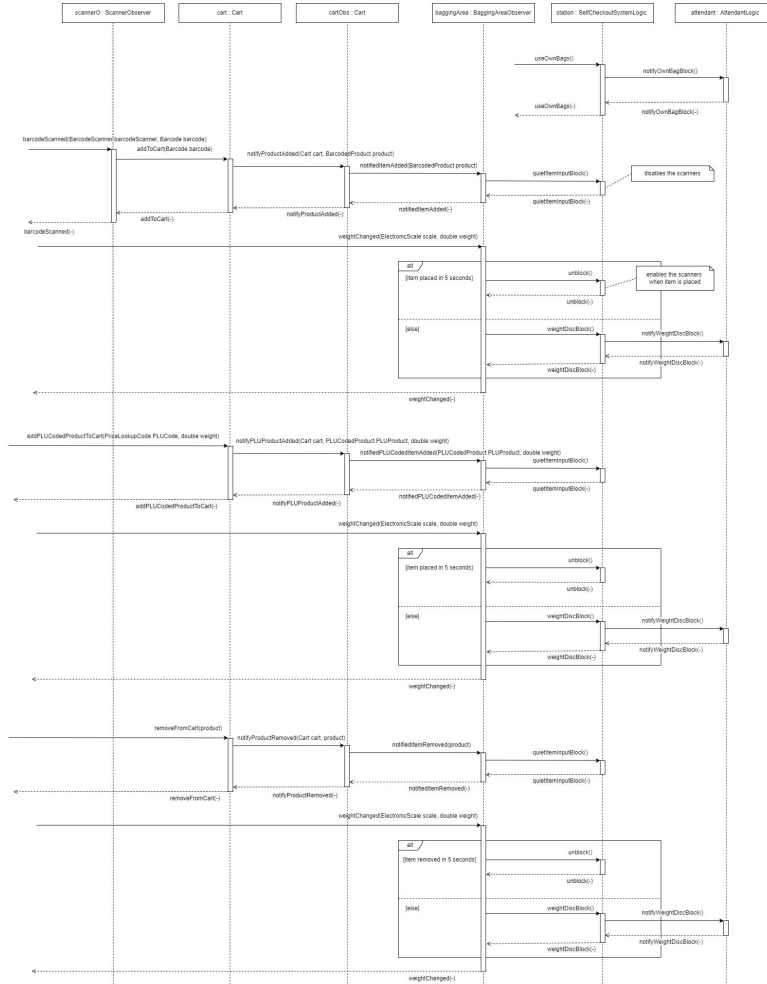 scannerO : ScannerObserver
cart : Cart
cartObs : Cart
baggingArea : BaggingAreaObserver
station : SelfCheckoutSystemLogic
attendant : AttendantLogic
useOwnBags()
notifyOwnBagBlock()
useOwnBags(-)
notifyOwnBagBlock(-)
barcodeScanned(BarcodeScanner barcodeScanner, Barcode barcode)
addToCart(Barcode barcode)
notifyProductAdded(Cart cart, BarcodedProduct product)
notifiedItemAdded(BarcodedProduct product)
quietItemInputBlock()
disables the scanners
quietItemInputBlock(-)
notifiedItemAdded(-)
notifyProductAdded(-)
addToCart(-)
barcodeScanned(-)
weightChanged(ElectronicScale scale, double weight)
alt
[item placed in 5 seconds]
unblock()
enables the scanners
when item is placed
unblock(-)
[else]
weightDiscBlock()
notifyWeightDiscBlock()
notifyWeightDiscBlock(-)
weightDiscBlock(-)
weightChanged(-)
addPLUCodedProductToCart(PriceLookupCode PLUCode, double weight)
notifyPLUProductAdded(Cart cart, PLUCodedProduct PLUProduct, double weight)
notifiedPLUCodedItemAdded(PLUCodedProduct PLUProduct, double weight)
quietItemInputBlock()
quietItemInputBlock(-)
notifiedPLUCodedItemAdded(-)
notifyPLUProductAdded(-)
addPLUCodedProductToCart(-)
weightChanged(ElectronicScale scale, double weight)
alt
[item placed in 5 seconds]
unblock()
unblock(-)
[else]
weightDiscBlock()
notifyWeightDiscBlock()
notifyWeightDiscBlock(-)
weightDiscBlock(-)
weightChanged(-)
removeFromCart(product)
notifyProductRemoved(Cart cart, product)
notifiedItemRemoved(product)
quietItemInputBlock()
quietItemInputBlock(-)
notifiedItemRemoved(-)
notifyProductRemoved(-)
removeFromCart(-)
weightChanged(ElectronicScale scale, double weight)
alt
[item removed in 5 seconds]
unblock()
unblock(-)
[else]
weightDiscBlock()
notifyWeightDiscBlock()
notifyWeightDiscBlock(-)
weightDiscBlock(-)
weightChanged(-)